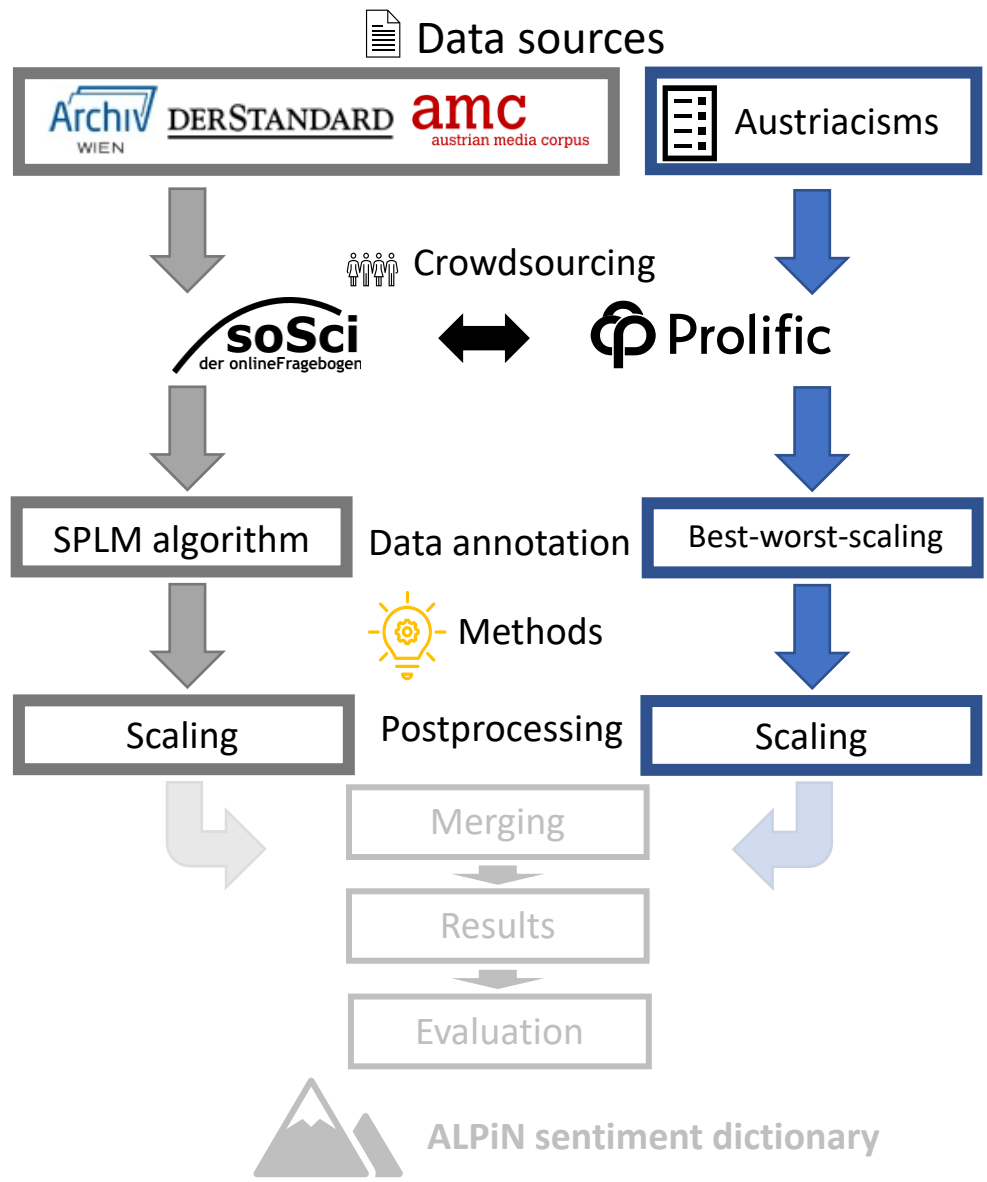 Data sources
Archiv
WIEN
DERSTANDARD
amc
austrian media corpus
Austriacisms
Crowdsourcing
soSci
der onlineFragebogen
Prolific
SPLM algorithm
Data annotation
Best-worst-scaling
Methods
Scaling
Postprocessing
Scaling
Merging
Results
Evaluation
ALPiN sentiment dictionary